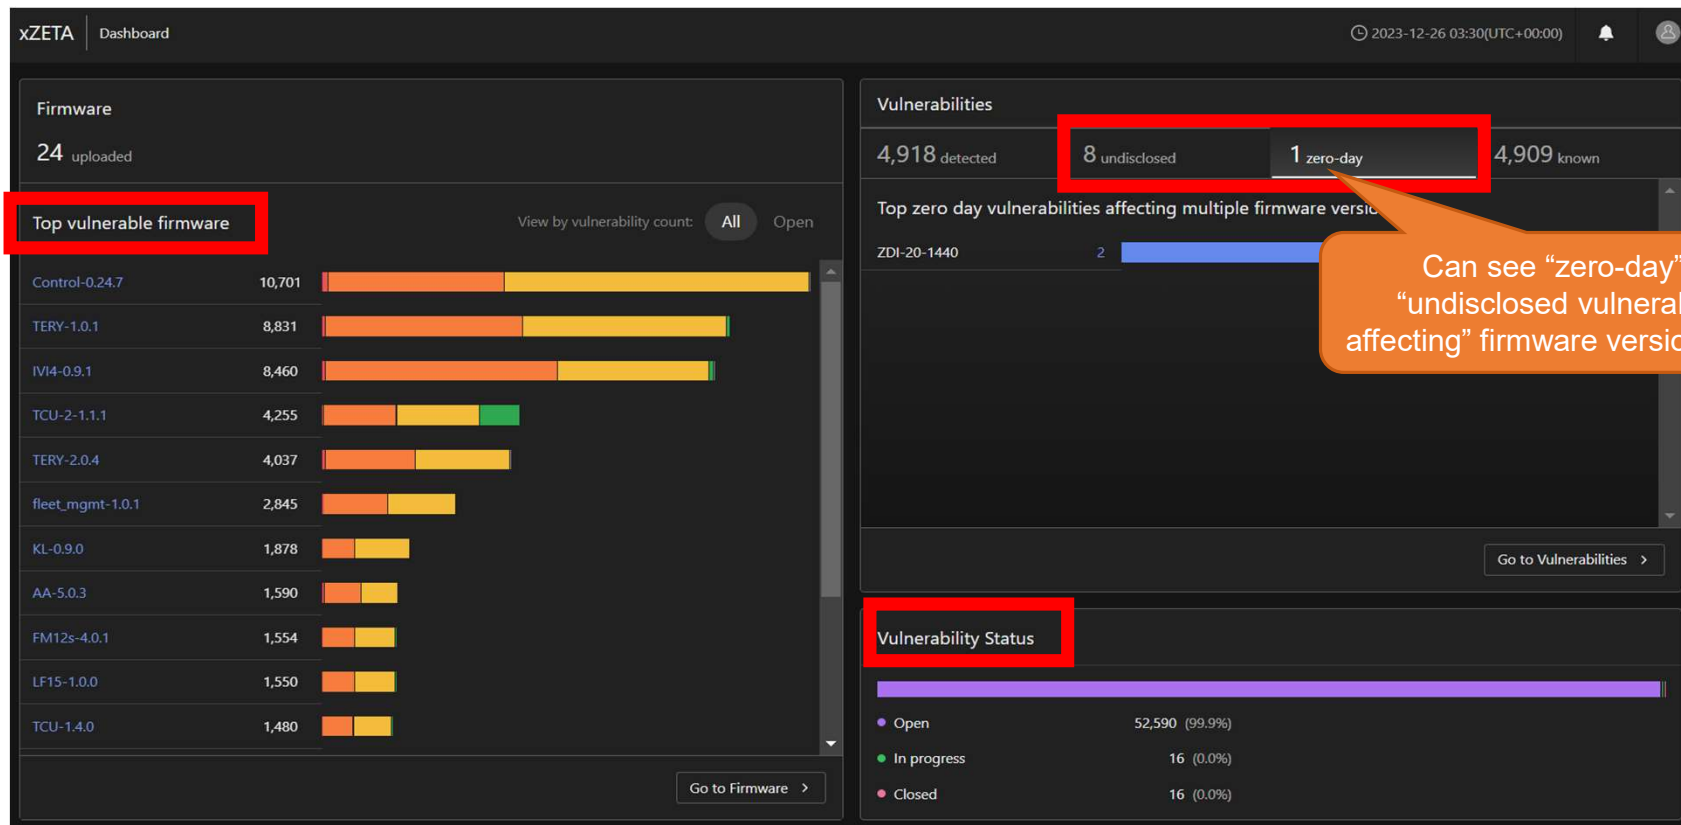 xZETA Dashboard
2023-12-26 03:30(UTC+00:00)
Firmware
24 uploaded
Top vulnerable firmware
View by vulnerability count: All Open
Control-0.24.7 10,701
TERY-1.0.1 8,831
IVI4-0.9.1 8,460
TCU-2-1.1.1 4,255
TERY-2.0.4 4,037
fleet_mgmt-1.0.1 2,845
KL-0.9.0 1,878
AA-5.0.3 1,590
FM12s-4.0.1 1,554
LF15-1.0.0 1,550
TCU-1.4.0 1,480
Go to Firmware >
Vulnerabilities
4,918 detected 8 undisclosed 1 zero-day 4,909 known
Top zero day vulnerabilities affecting multiple firmware
ZDI-20-1440 2
Can see “zero-day”
“undisclosed
affecting” firmware
Go to Vulnerabilities >
Vulnerability Status
Open 52,590 (99.9%)
In progress 16 (0.0%)
Closed 16 (0.0%)